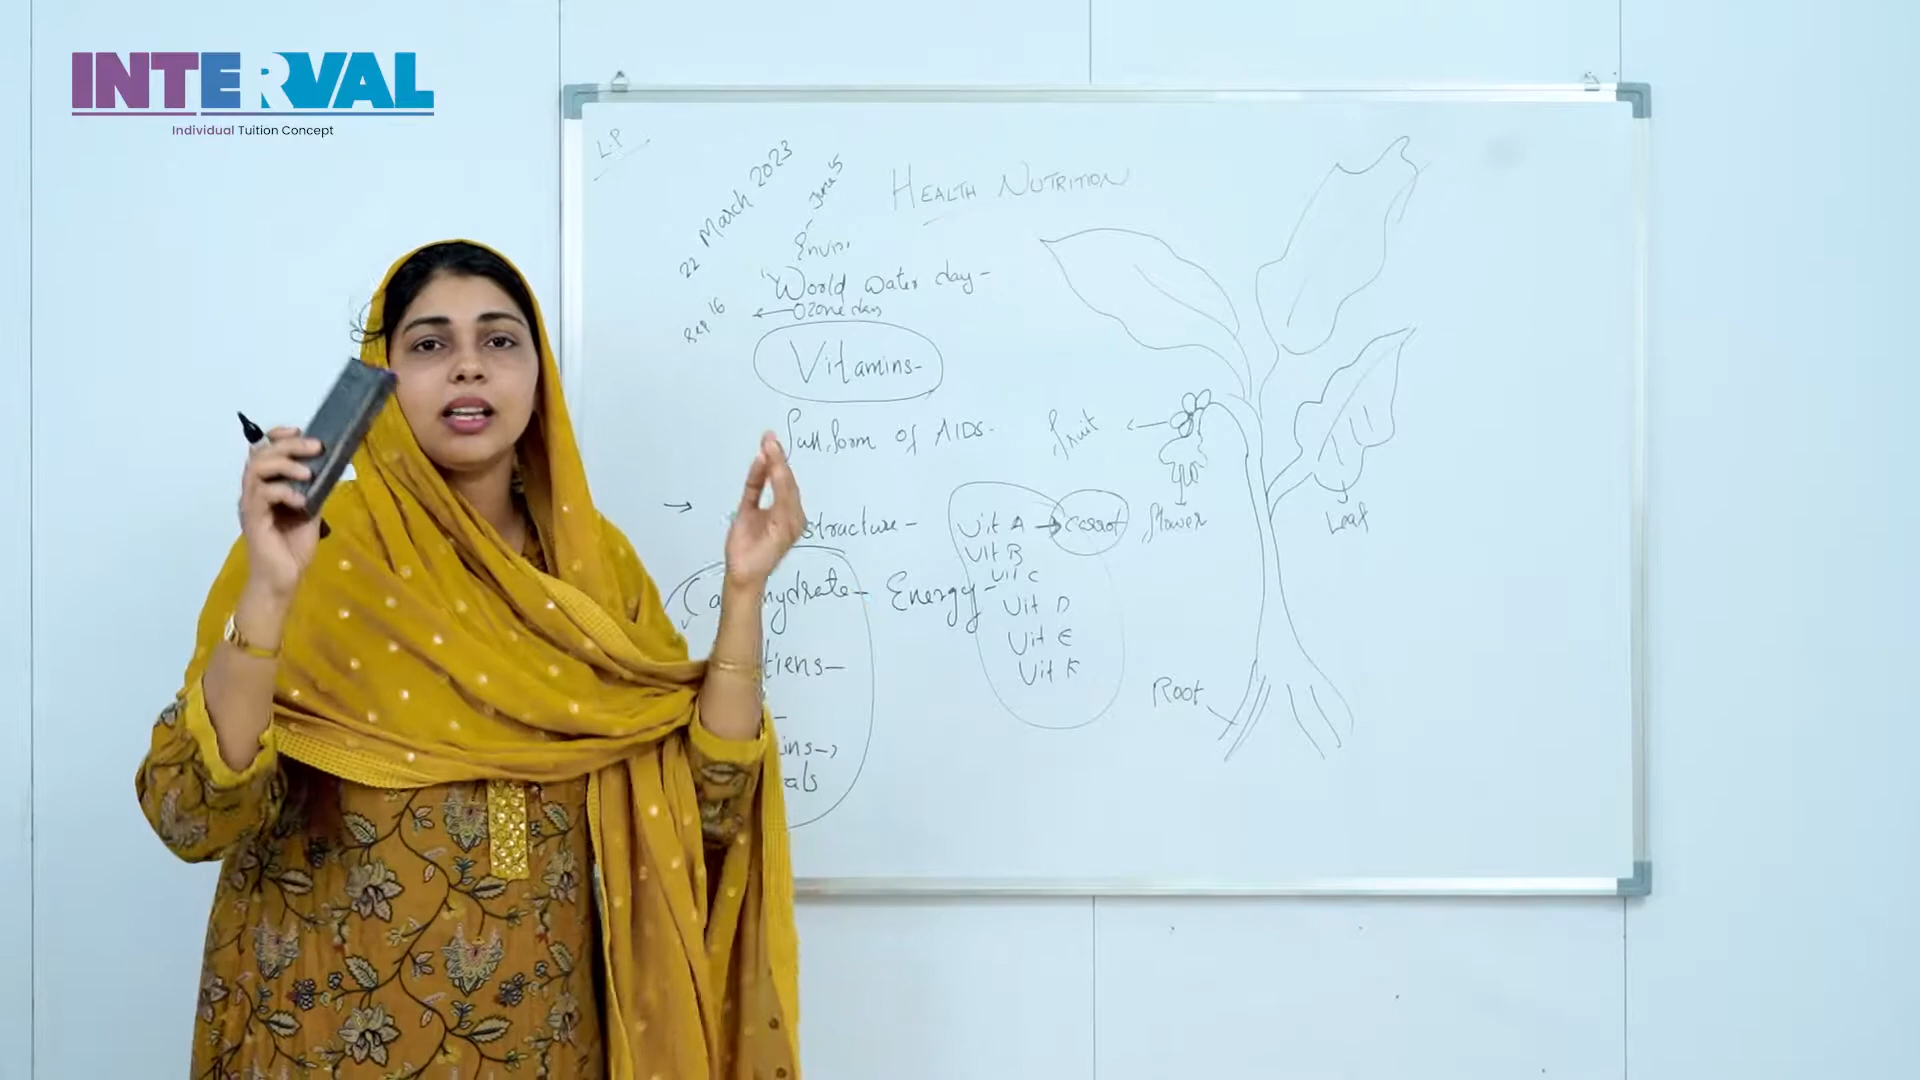 INTERVAL
Individual Tuition Concept
L.P
HEALTH NUTRITION
22 March 2023
June 5
Envir.
World water day-
Sep 16
Ozone day
Vitamins-
Full form of AIDS-
fruit
structure-
Vit A → carrot
flower
Leaf
Vit B
Vit C
Energy-
Vit D
Vit E
Vit K
Root